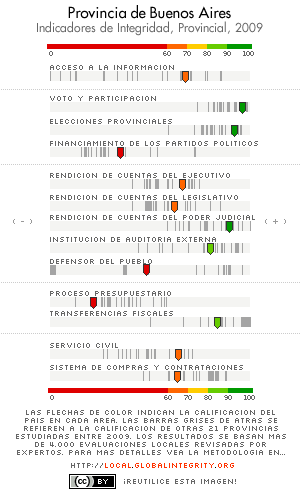 Provincia de Buenos Aires
Indicadores de Integridad, Provincial, 2009
60 70 80 90 100
ACCESO A LA INFORMACION
VOTO Y PARTICIPACION
ELECCIONES PROVINCIALES
FINANCIAMIENTO DE LOS PARTIDOS POLITICOS
RENDICION DE CUENTAS DEL EJECUTIVO
RENDICION DE CUENTAS DEL LEGISLATIVO
RENDICION DE CUENTAS DEL PODER JUDICIAL
(-) (+)
INSTITUCION DE AUDITORIA EXTERNA
DEFENSOR DEL PUEBLO
PROCESO PRESUPUESTARIO
TRANSFERENCIAS FISCALES
SERVICIO CIVIL
SISTEMA DE COMPRAS Y CONTRATACIONES
60 70 80 90 100
LAS FLECHAS DE COLOR INDICAN LA CALIFICACION DEL
PAIS EN CADA AREA. LAS BARRAS GRISES DE ATRAS SE
REFIEREN A LA CALIFICACION DE OTRAS 21 PROVINCIAS
ESTUDIADAS ENTRE 2009. LOS RESULTADOS SE BASAN MAS
DE 4.000 EVALUACIONES LOCALES REVISADAS POR
EXPERTOS. PARA MAS DETALLES VEA LA METODOLOGIA EN...
HTTP://LOCAL.GLOBALINTEGRITY.ORG
CC BY ¡REUTILICE ESTA IMAGEN!